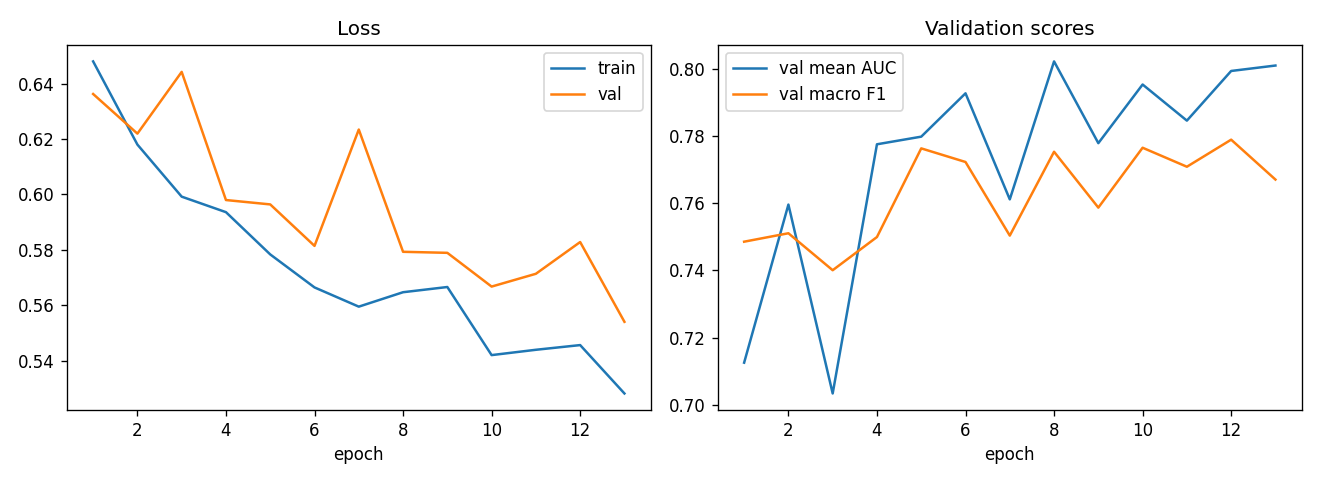 Loss
train
val
0.64
0.62
0.60
0.58
0.56
0.54
2 4 6 8 10 12
epoch
Validation scores
val mean AUC
val macro F1
0.80
0.78
0.76
0.74
0.72
0.70
2 4 6 8 10 12
epoch